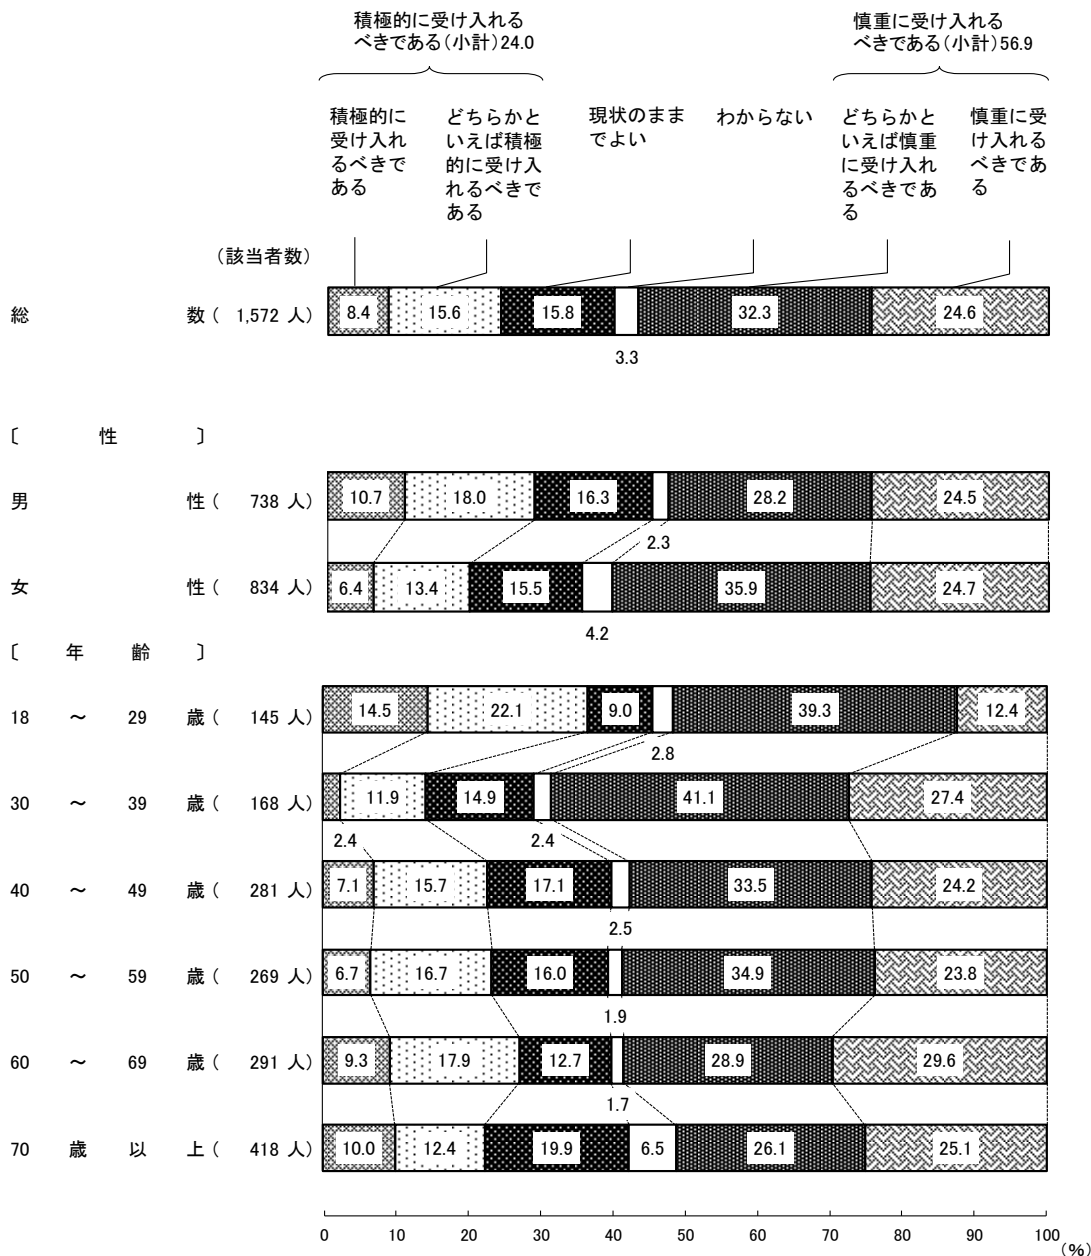 積極的に受け入れる
べきである(小計)24.0
慎重に受け入れる
べきである(小計)56.9
積極的に
受け入れ
るべきで
ある
どちらかと
いえば積極
的に受け入
れるべきで
ある
現状のまま
でよい
わからない
どちらかと
いえば慎重
に受け入れ
るべきであ
る
慎重に受
け入れる
べきであ
る
(該当者数)
総 数 ( 1,572 人)
8.4 15.6 15.8 32.3 24.6
3.3
〔 性 〕
男 性 ( 738 人)
10.7 18.0 16.3 28.2 24.5
2.3
女 性 ( 834 人)
6.4 13.4 15.5 35.9 24.7
4.2
〔 年 齢 〕
18 ～ 29 歳 ( 145 人)
14.5 22.1 9.0 39.3 12.4
2.8
30 ～ 39 歳 ( 168 人)
11.9 14.9 41.1 27.4
2.4 2.4
40 ～ 49 歳 ( 281 人)
7.1 15.7 17.1 33.5 24.2
2.5
50 ～ 59 歳 ( 269 人)
6.7 16.7 16.0 34.9 23.8
1.9
60 ～ 69 歳 ( 291 人)
9.3 17.9 12.7 28.9 29.6
1.7
70 歳 以 上 ( 418 人)
10.0 12.4 19.9 6.5 26.1 25.1
0 10 20 30 40 50 60 70 80 90 100
(%)